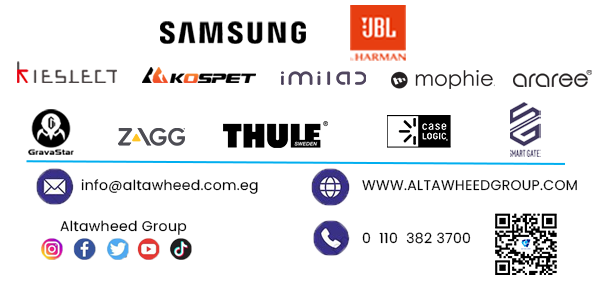 SAMSUNG JBL
by HARMAN
KIESLECT KOSPET imilab mophie araree®
GravaStar ZAGG THULE® SWEDEN case LOGIC SMART GATE
info@altawheed.com.eg WWW.ALTAWHEEDGROUP.COM
Altawheed Group
0 110 382 3700